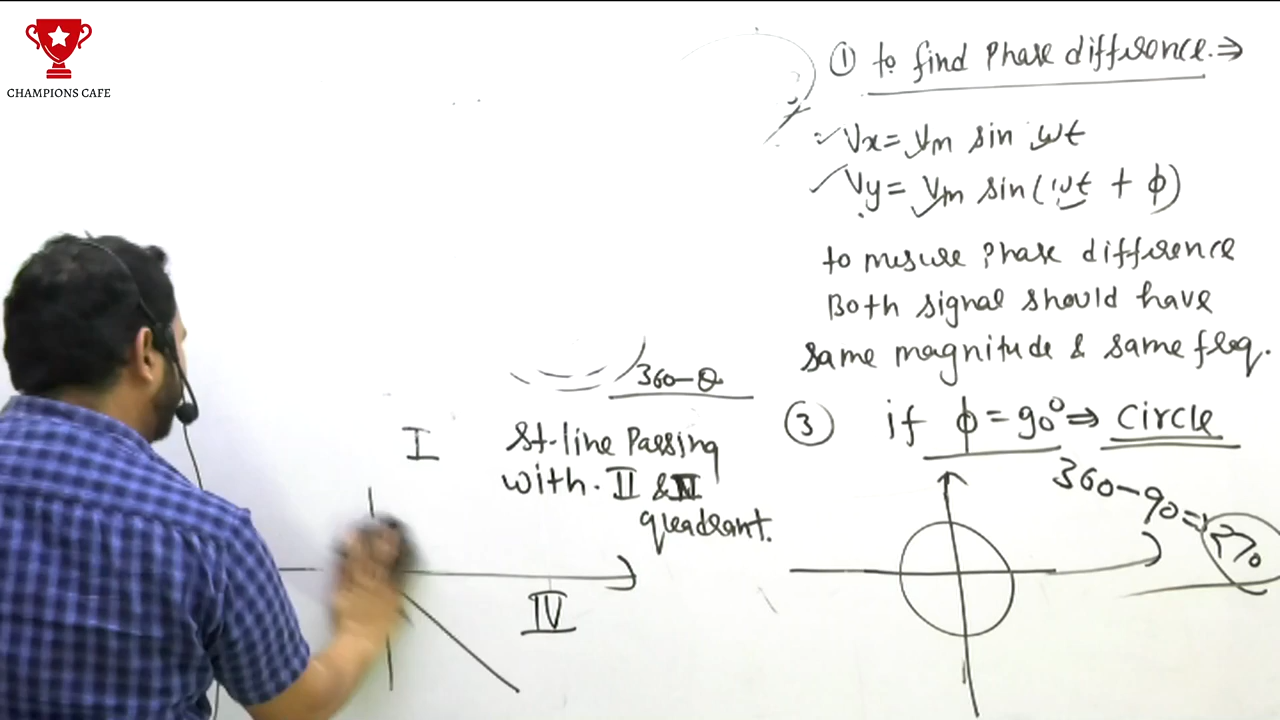 CHAMPIONS CAFE
① to find Phase difference.⇒
Vx= Vm sin ωt
Vy= Vm sin(ωt + ϕ)
to mesure Phase difference
Both signal should have
same magnitude & same freq.
③ if ϕ = 90° ⇒ circle
360-90=270
360-θ
St-line Passing
with. II & IV
quadrant.
I
IV